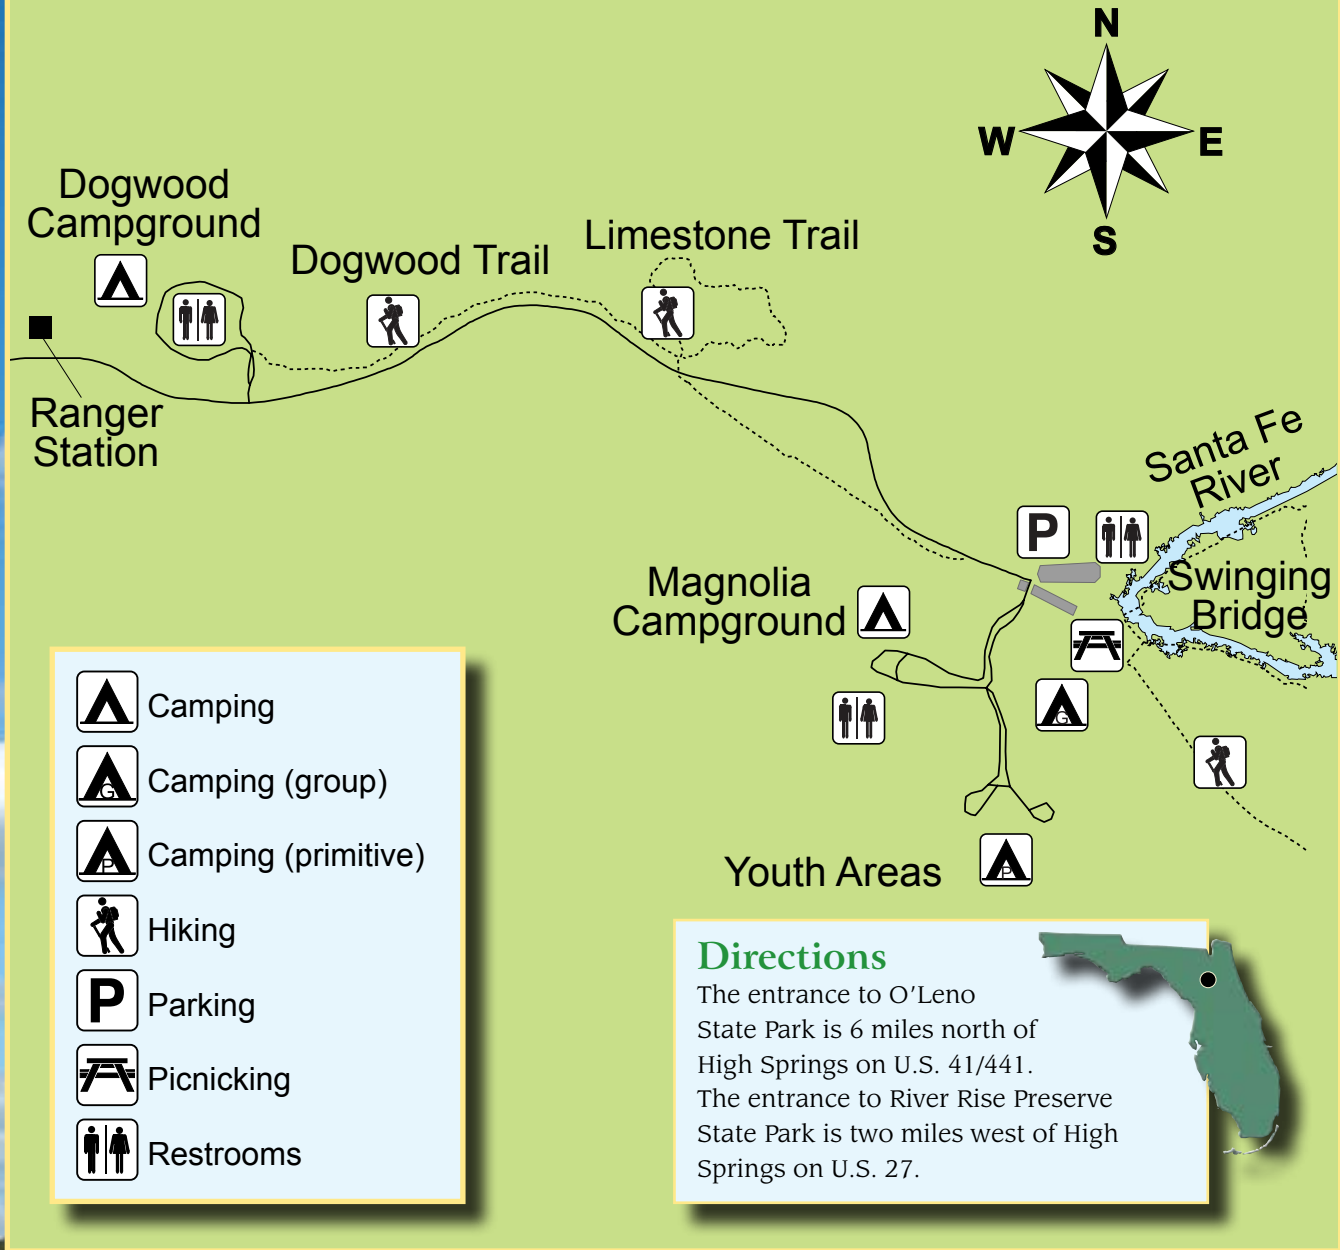 N
W
E
S
Dogwood
Campground
Dogwood Trail
Limestone Trail
Ranger
Station
Santa Fe
River
P
Magnolia
Campground
Swinging
Bridge
G
Youth Areas
P
Camping
G
Camping (group)
P
Camping (primitive)
Hiking
P
Parking
Picnicking
Restrooms
Directions
The entrance to O’Leno
State Park is 6 miles north of
High Springs on U.S. 41/441.
The entrance to River Rise Preserve
State Park is two miles west of High
Springs on U.S. 27.